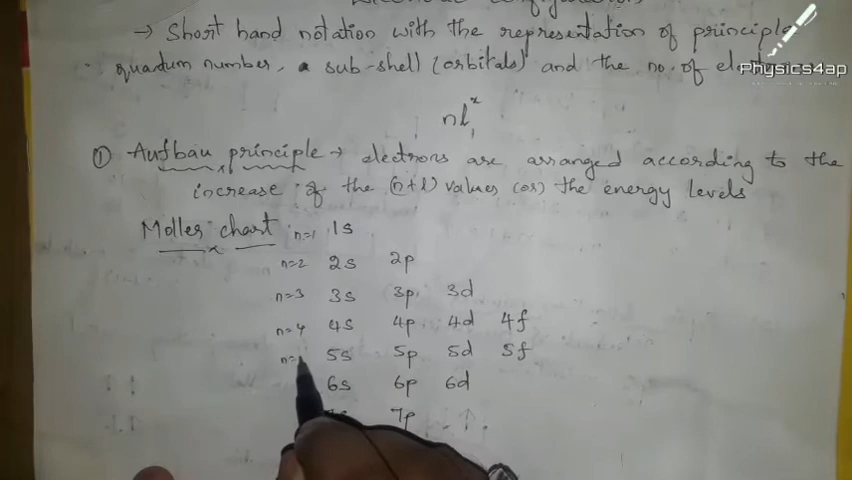 → Short hand notation with the representation of principle
quantum number, a sub-shell (orbitals) and the no. of
Physics4ap
nlˣ
① Aufbau principle → electrons are arranged according to the
increase of the (n+l) values (or) the energy levels
Moller chart
n=1 1s
n=2 2s 2p
n=3 3s 3p 3d
n=4 4s 4p 4d 4f
n= 5s 5p 5d 5f
6s 6p 6d
7p